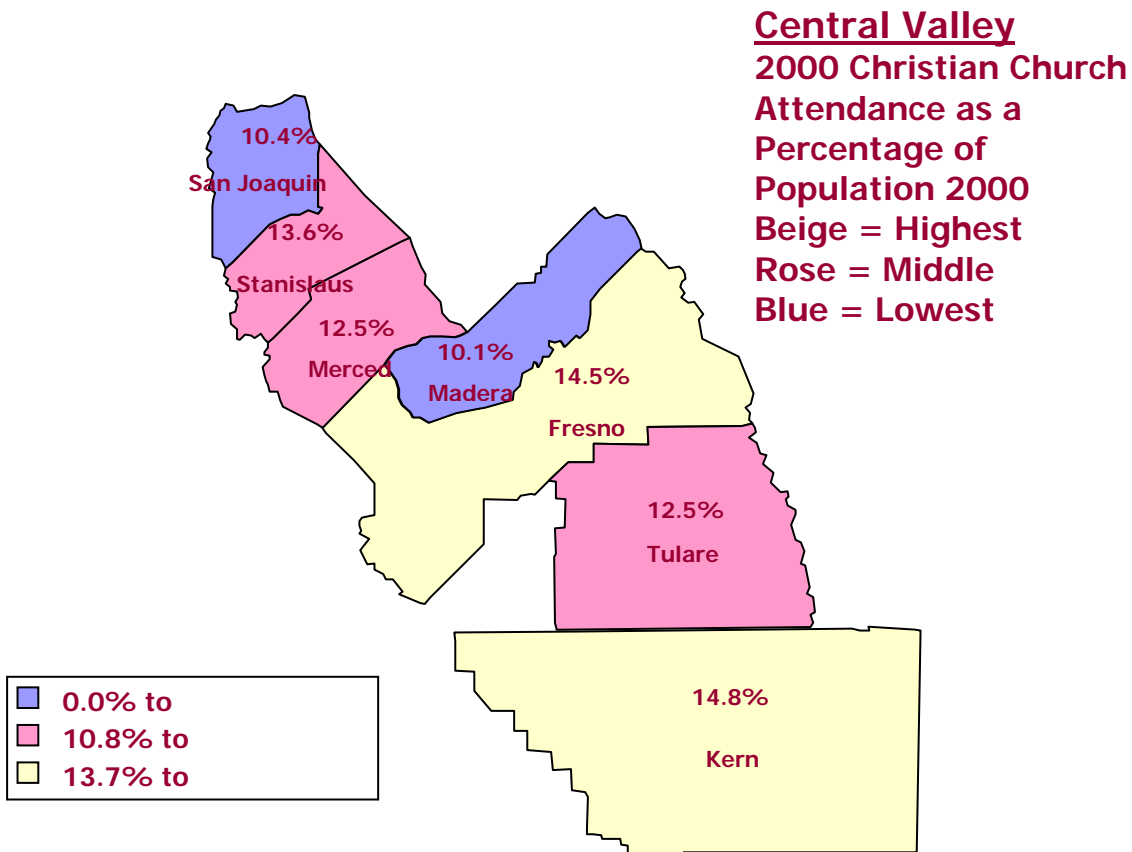 Central Valley
2000 Christian Church
Attendance as a
Percentage of
Population 2000
Beige = Highest
Rose = Middle
Blue = Lowest
10.4%
San Joaquin
13.6%
Stanislaus
12.5%
Merced
10.1%
Madera
14.5%
Fresno
12.5%
Tulare
14.8%
Kern
0.0% to
10.8% to
13.7% to